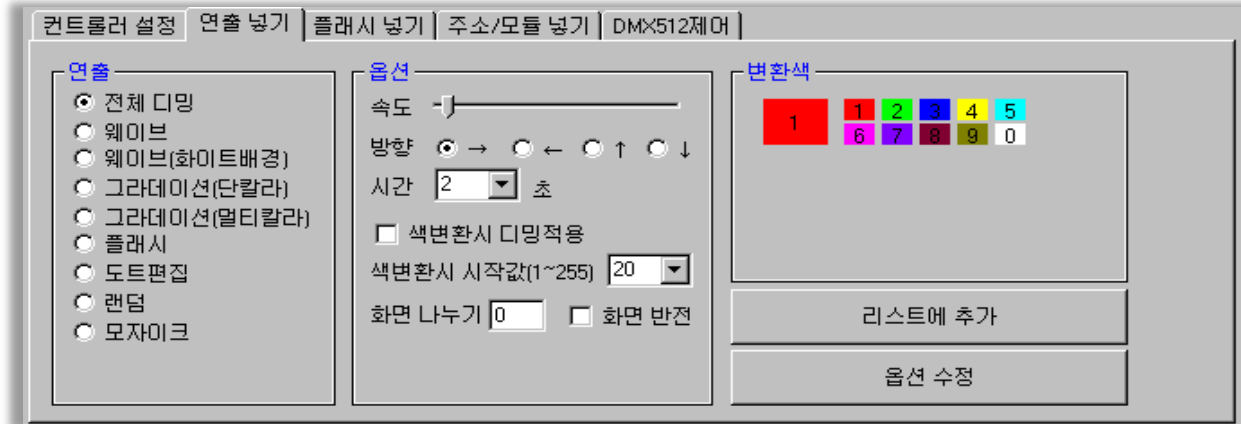 컨트롤러 설정 연출 넣기 플래시 넣기 주소/모듈 넣기 DMX512제어
연출
전체 디밍
웨이브
웨이브(화이트배경)
그라데이션(단칼라)
그라데이션(멀티칼라)
플래시
도트편집
랜덤
모자이크
옵션
속도
방향 → ← ↑ ↓
시간 2 초
색변환시 디밍적용
색변환시 시작값(1~255) 20
화면 나누기 0 화면 반전
변환색
1 1 2 3 4 5
6 7 8 9 0
리스트에 추가
옵션 수정